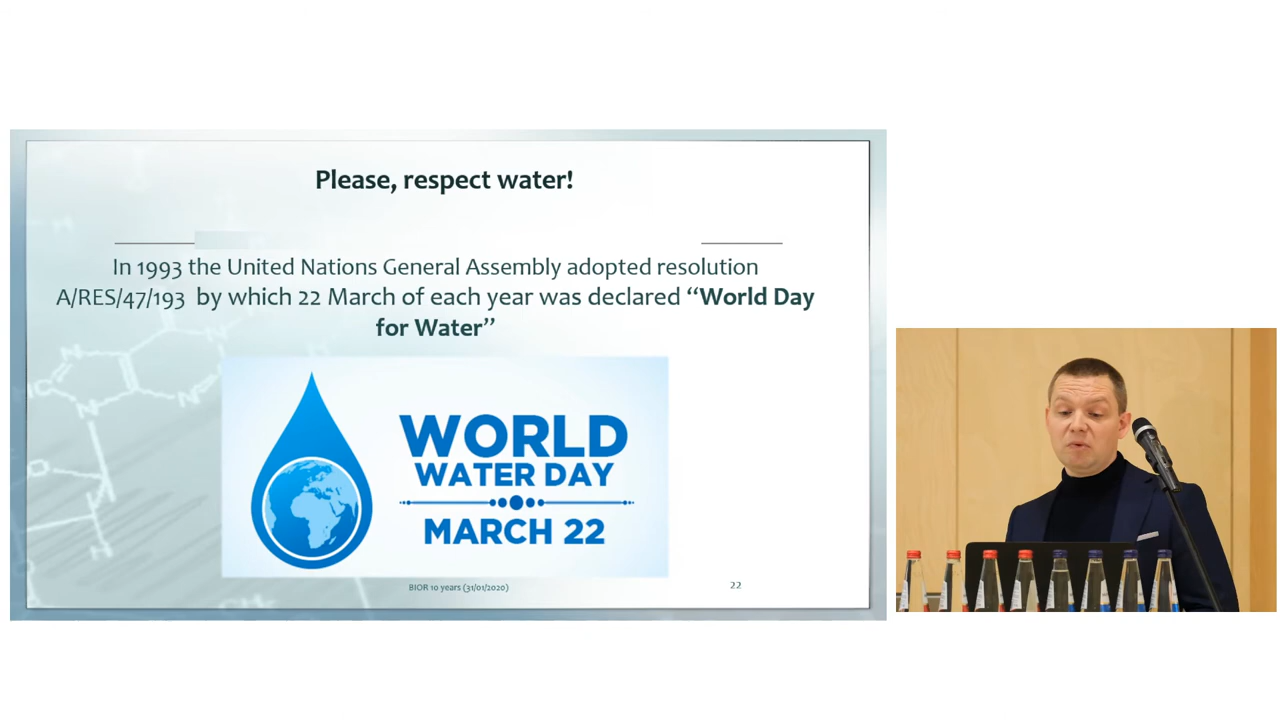 Please, respect water!
In 1993 the United Nations General Assembly adopted resolution
A/RES/47/193 by which 22 March of each year was declared “World Day
for Water”
WORLD
WATER DAY
MARCH 22
BIOR 10 years (31/01/2020)
22